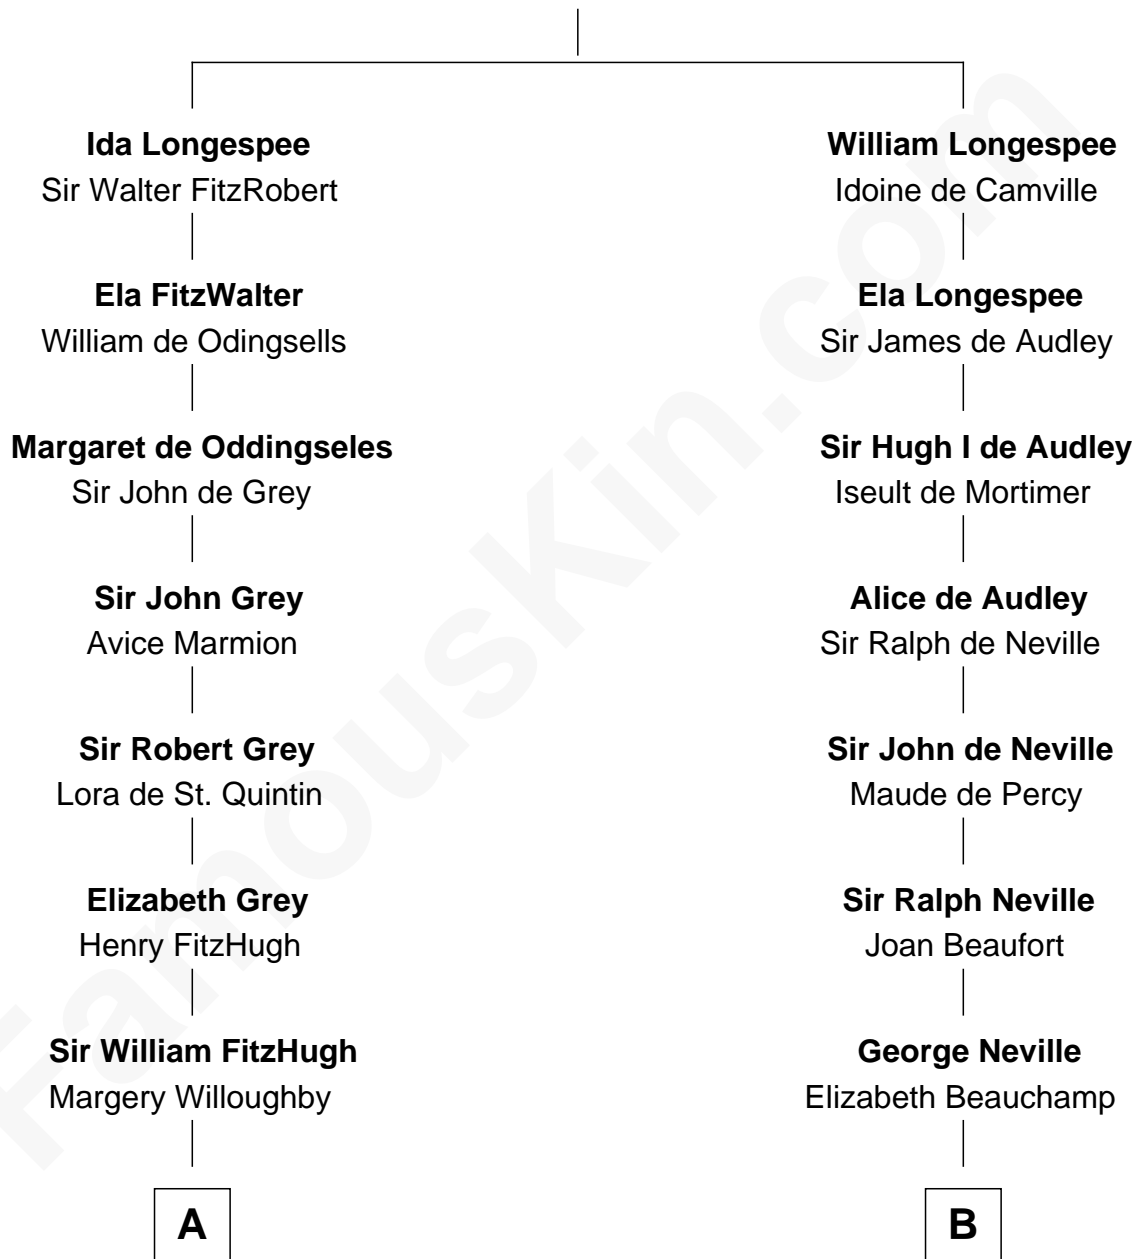 Ida Longespee
Sir Walter FitzRobert
Ela FitzWalter
William de Odingsells
Margaret de Oddingseles
Sir John de Grey
Sir John Grey
Avice Marmion
Sir Robert Grey
Lora de St. Quintin
Elizabeth Grey
Henry FitzHugh
Sir William FitzHugh
Margery Willoughby
A
William Longespee
Idoine de Camville
Ela Longespee
Sir James de Audley
Sir Hugh I de Audley
Iseult de Mortimer
Alice de Audley
Sir Ralph de Neville
Sir John de Neville
Maude de Percy
Sir Ralph Neville
Joan Beaufort
George Neville
Elizabeth Beauchamp
B
FamousKin.com